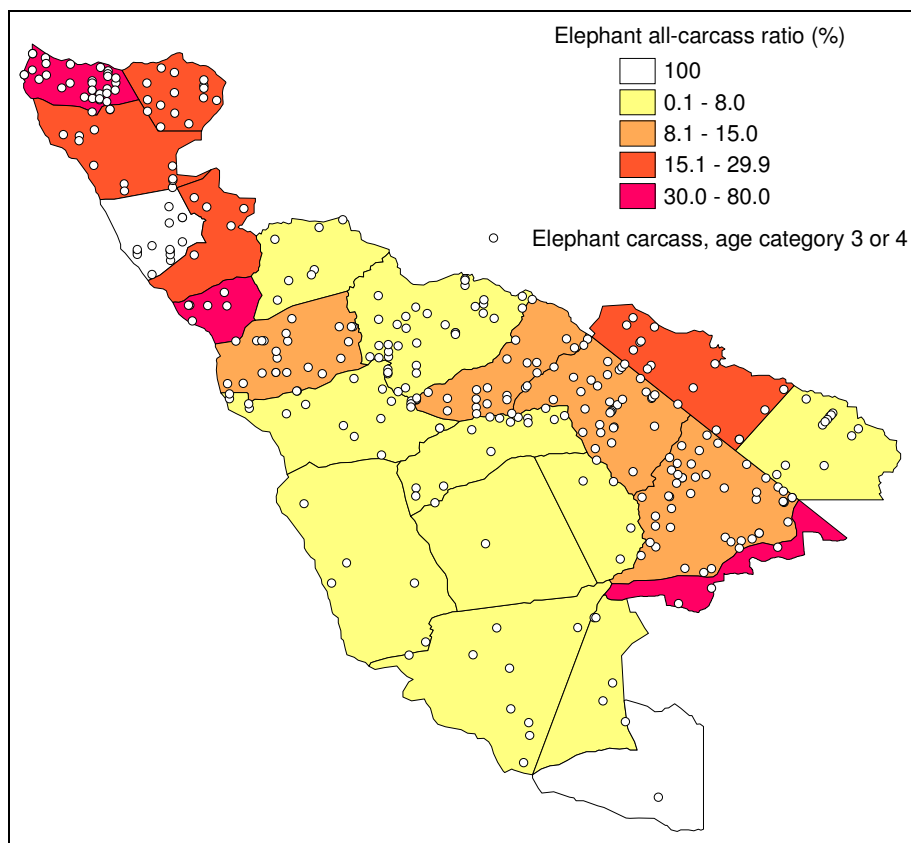 Elephant all-carcass ratio (%)
100
0.1 - 8.0
8.1 - 15.0
15.1 - 29.9
30.0 - 80.0
Elephant carcass, age category 3 or 4